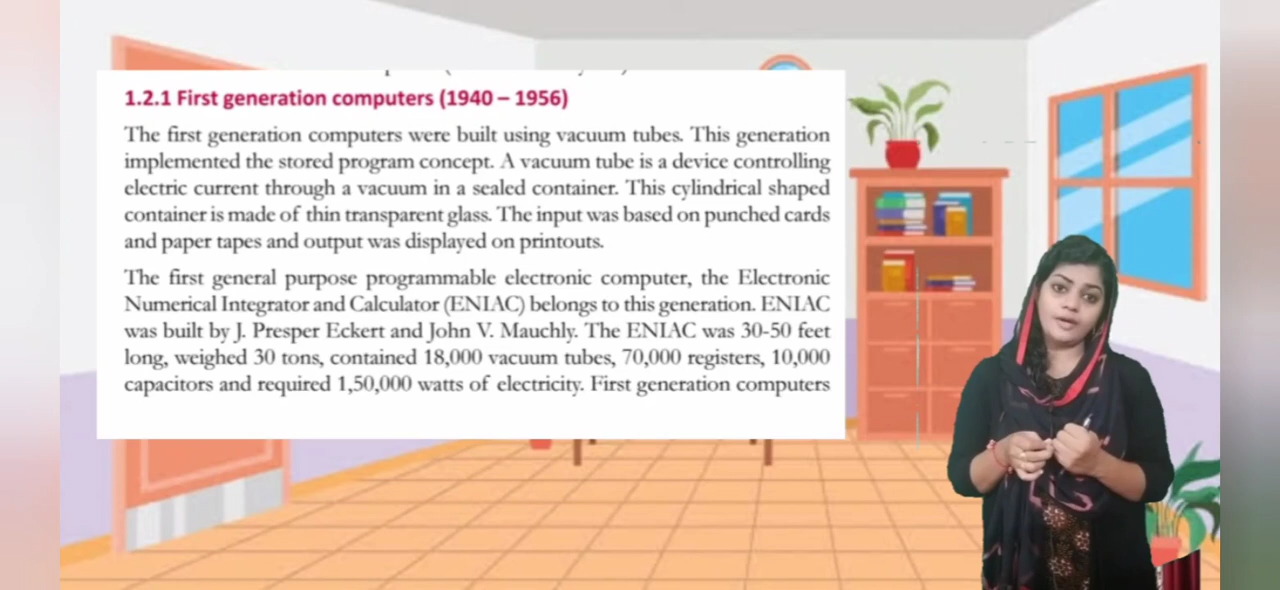 1.2.1 First generation computers (1940 – 1956)
The first generation computers were built using vacuum tubes. This generation
implemented the stored program concept. A vacuum tube is a device controlling
electric current through a vacuum in a sealed container. This cylindrical shaped
container is made of thin transparent glass. The input was based on punched cards
and paper tapes and output was displayed on printouts.
The first general purpose programmable electronic computer, the Electronic
Numerical Integrator and Calculator (ENIAC) belongs to this generation. ENIAC
was built by J. Presper Eckert and John V. Mauchly. The ENIAC was 30-50 feet
long, weighed 30 tons, contained 18,000 vacuum tubes, 70,000 registers, 10,000
capacitors and required 1,50,000 watts of electricity. First generation computers